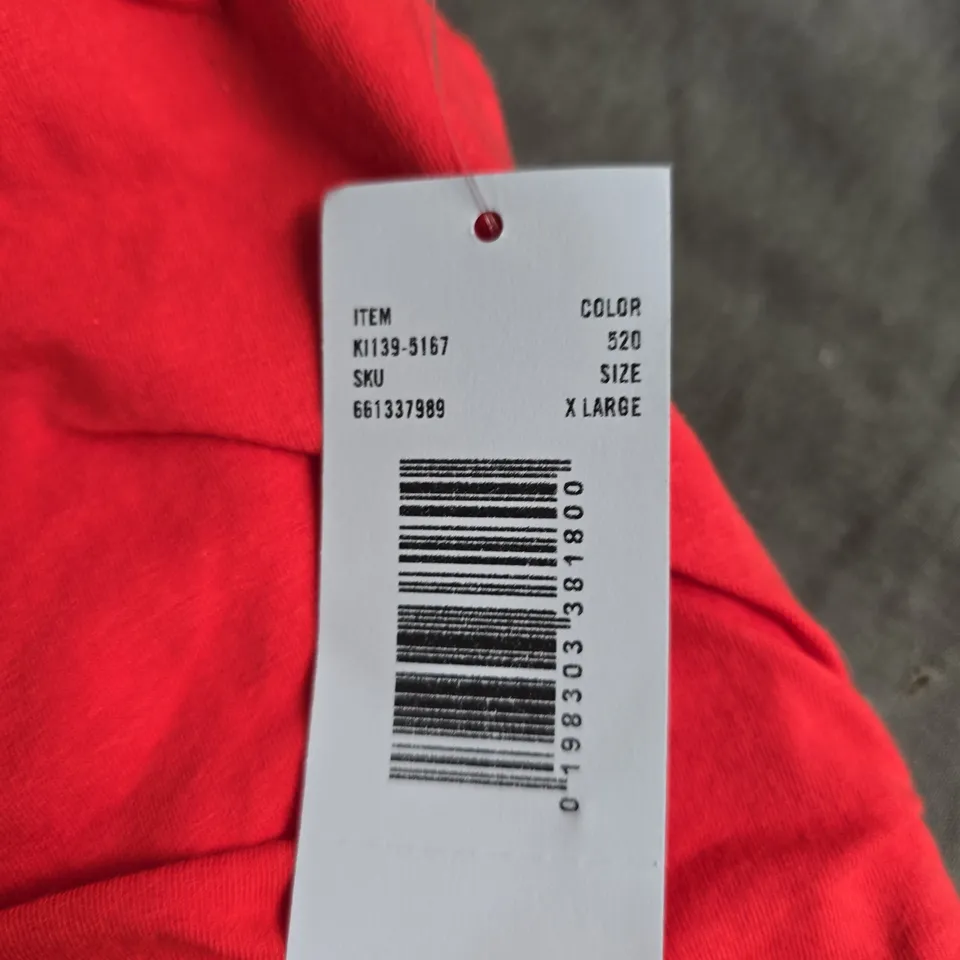 ITEM COLOR
KI139-5167 520
SKU SIZE
661337989 X LARGE
0 198303 381800